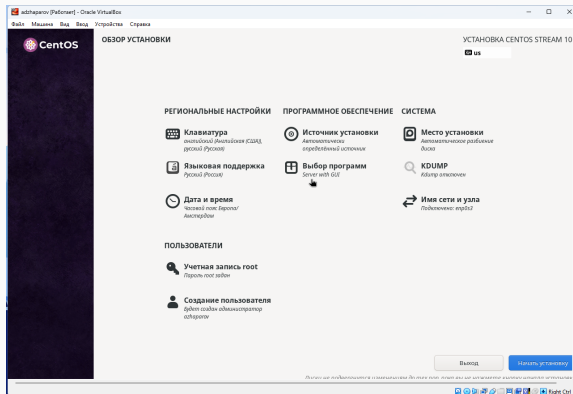 adzhaparov [Работает] - Oracle VirtualBox
Файл Машина Вид Ввод Устройства Справка
CentOS
ОБЗОР УСТАНОВКИ
УСТАНОВКА CENTOS STREAM 10
us
РЕГИОНАЛЬНЫЕ НАСТРОЙКИ
Клавиатура
английский (Английская (США)),
русский (Русская)
Языковая поддержка
Русский (Россия)
Дата и время
Часовой пояс Европа/
Амстердам
ПРОГРАММНОЕ ОБЕСПЕЧЕНИЕ
Источник установки
Автоматически
определённый источник
Выбор программ
Server with GUI
СИСТЕМА
Место установки
Автоматическое разбиение
диска
KDUMP
Kdump отключен
Имя сети и узла
Подключено: enp0s3
ПОЛЬЗОВАТЕЛИ
Учетная запись root
Пароль root задан
Создание пользователя
Будет создан администратор
Выход
Начать установку
Right Ctrl